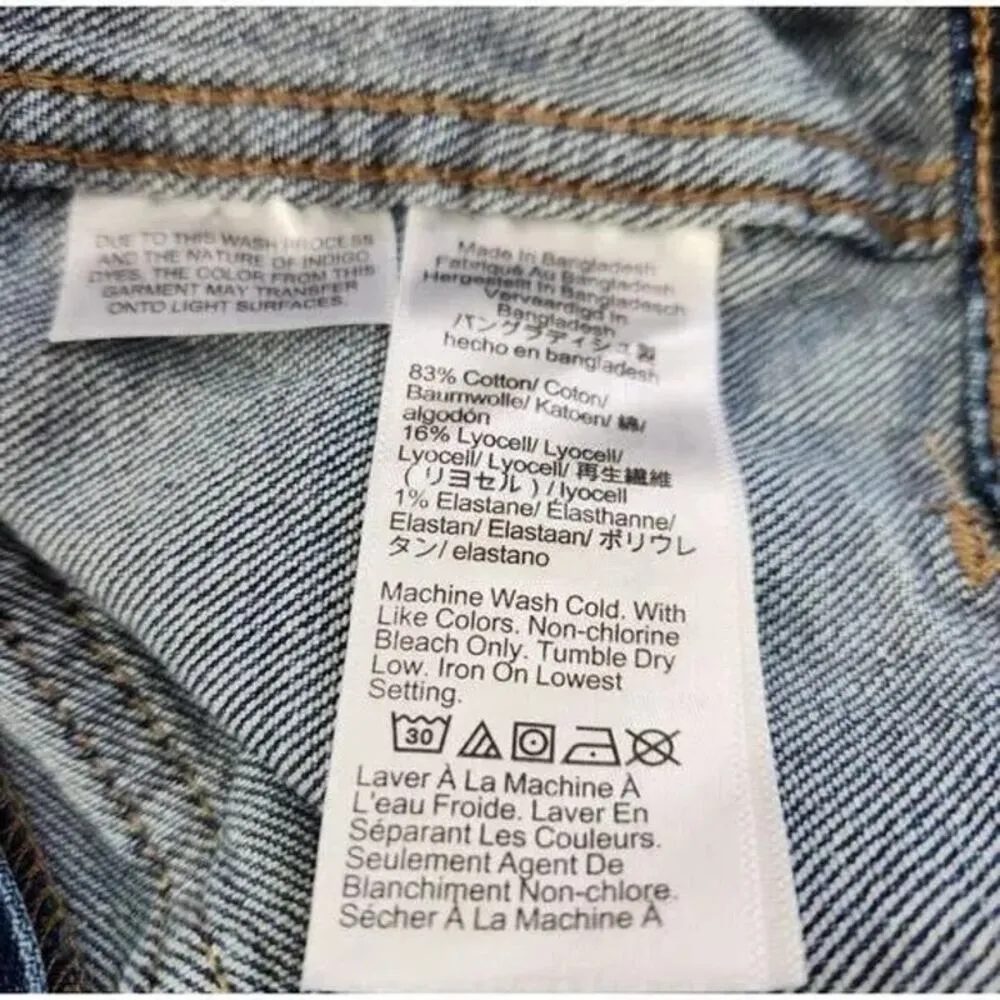 DUE TO THIS WASH PROCESS
AND THE NATURE OF INDIGO
DYES, THE COLOR FROM THIS
GARMENT MAY TRANSFER
ONTO LIGHT SURFACES.
Made In Bangladesh
Fabriqué Au Bangladesh
Hergestellt In Bangladesch
Vervaardigd in
Bangladesh
バングラディシュ製
hecho en bangladesh
83% Cotton/ Coton/
Baumwolle/ Katoen/ 綿/
algodón
16% Lyocell/ Lyocell/
Lyocell/ Lyocell/ 再生繊維
(リヨセル)/lyocell
1% Elastane/ Élasthanne/
Elastan/ Elastaan/ ポリウレ
タン/ elastano
Machine Wash Cold. With
Like Colors. Non-chlorine
Bleach Only. Tumble Dry
Low. Iron On Lowest
Setting.
30
Laver À La Machine À
L'eau Froide. Laver En
Séparant Les Couleurs.
Seulement Agent De
Blanchiment Non-chlore.
Sécher À La Machine À